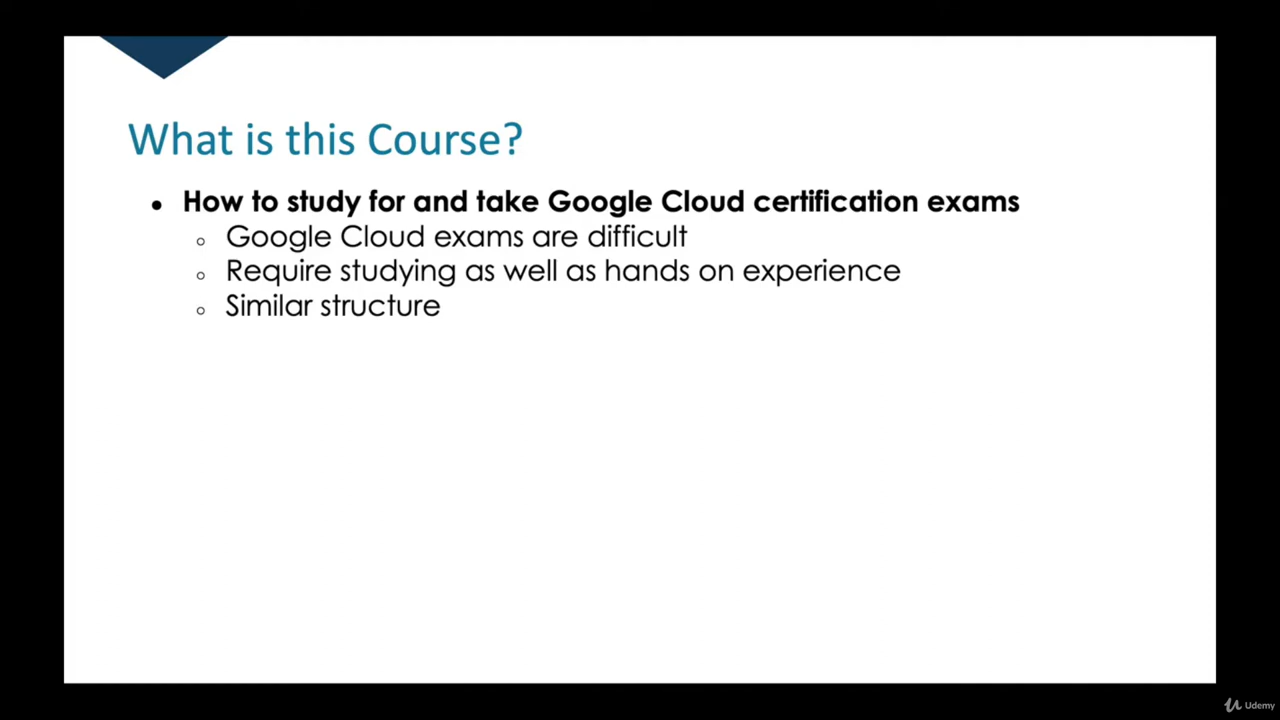 What is this Course?
• How to study for and take Google Cloud certification exams
○ Google Cloud exams are difficult
○ Require studying as well as hands on experience
○ Similar structure
Udemy